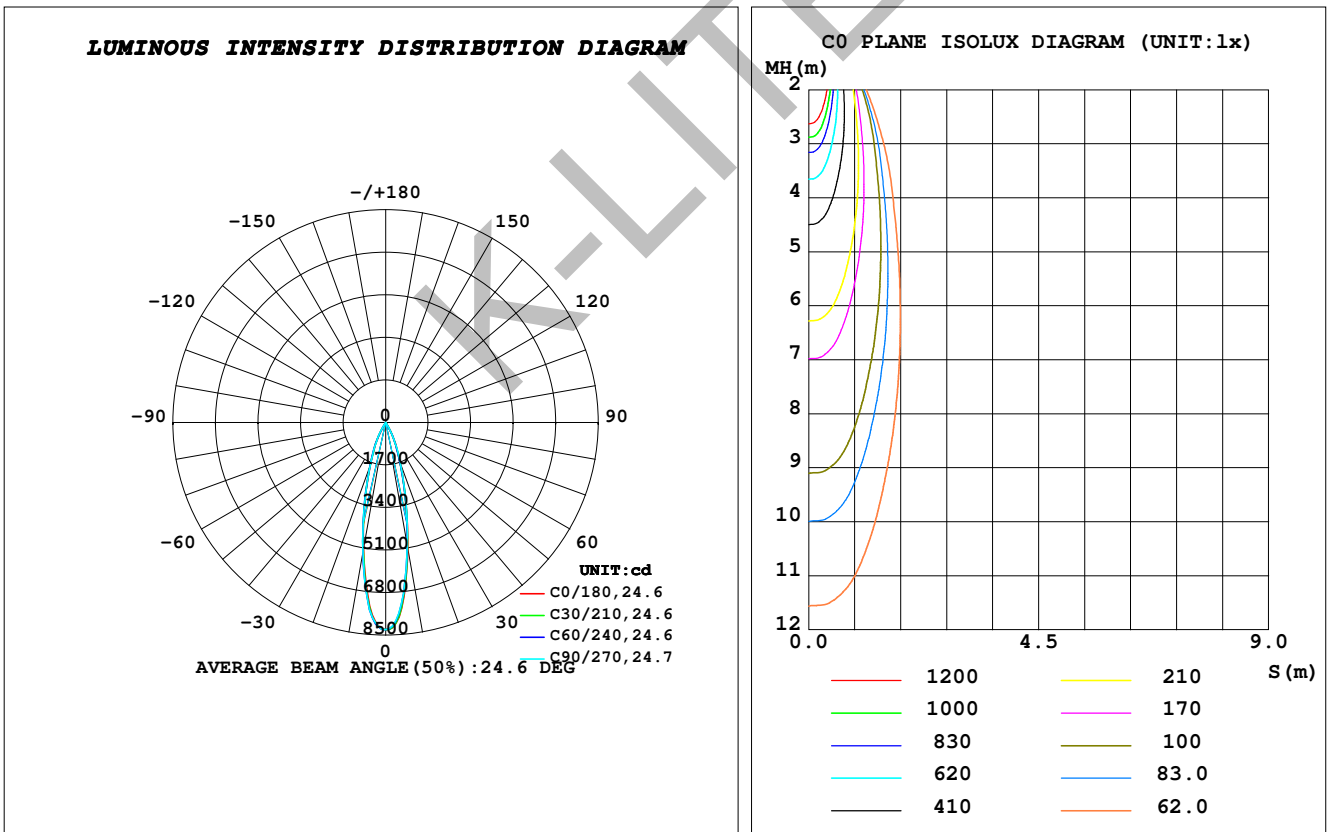 LUMINOUS INTENSITY DISTRIBUTION DIAGRAM
-/+180
-150
150
-120
120
-90
0
90
1700
3400
-60
5100
60
UNIT:cd
6800
C0/180,24.6
C30/210,24.6
-30
8500
30
C60/240,24.6
0
C90/270,24.7
AVERAGE BEAM ANGLE(50%):24.6 DEG
C0 PLANE ISOLUX DIAGRAM (UNIT:lx)
MH(m)
2
3
4
5
6
7
8
9
10
11
12
0.0 4.5 9.0
S(m)
1200 210
1000 170
830 100
620 83.0
410 62.0
K-LITE